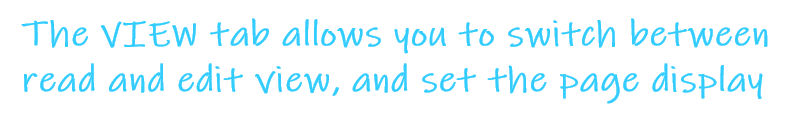 The VIEW tab allows you to switch between
read and edit view, and set the page display